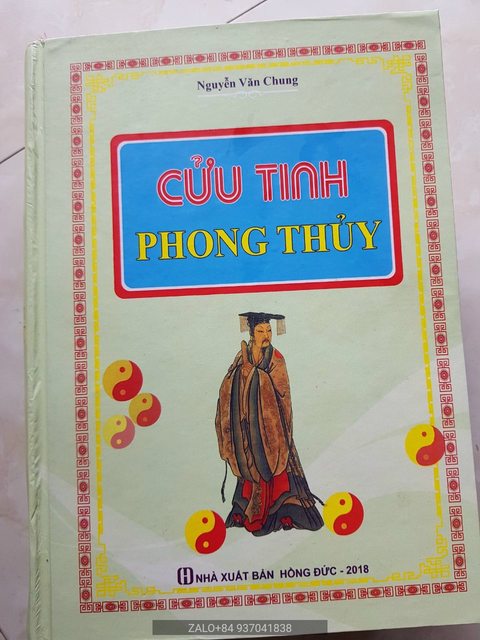 Nguyễn Văn Chung
CỬU TINH
PHONG THỦY
NHÀ XUẤT BẢN HỒNG ĐỨC - 2018
ZALO+84 937041838